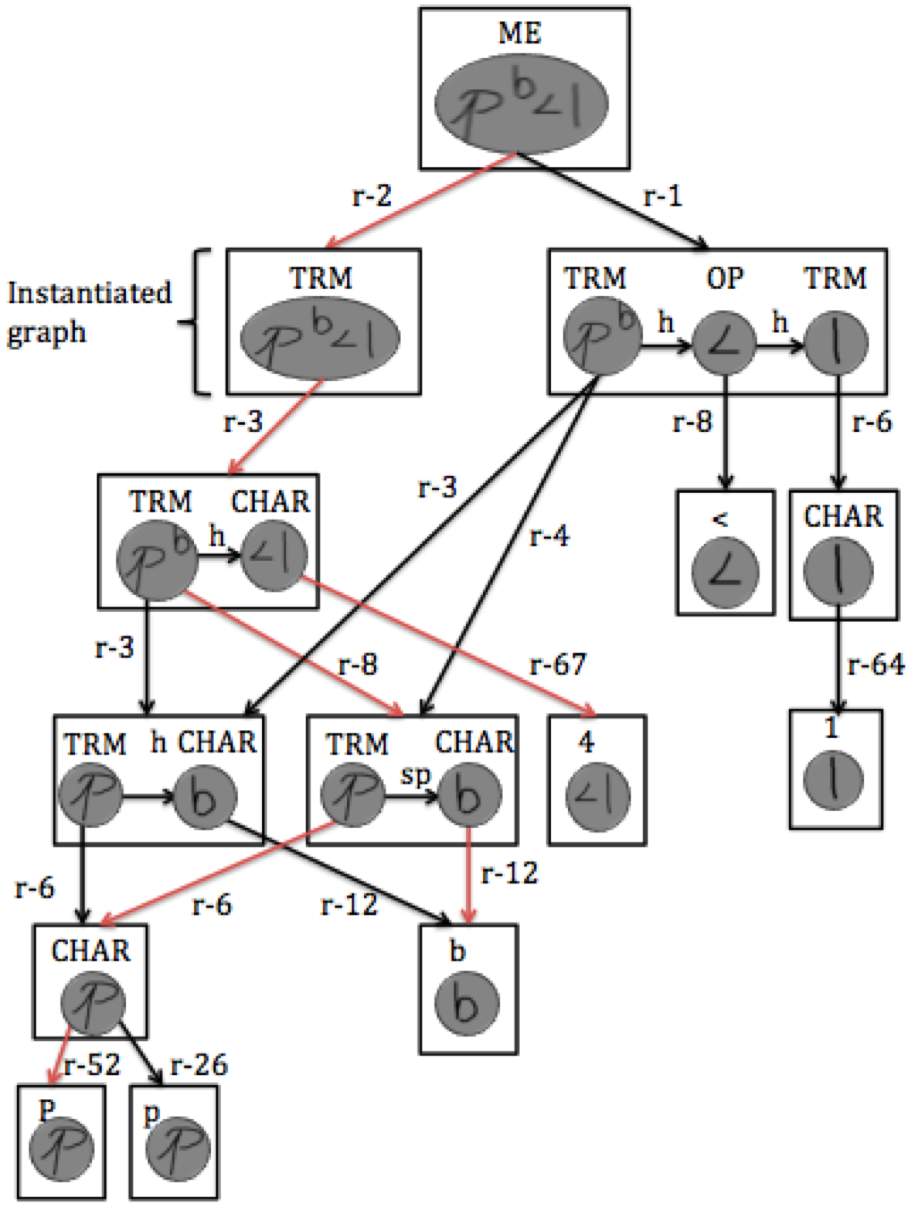 ME
p b < 1
r-2 r-1
Instantiated
graph
TRM
p b < 1
TRM OP TRM
p b h < h 1
r-3 r-3 r-4 r-8 r-6
TRM CHAR
p b h < 1
<
<
CHAR
1
r-3 r-8 r-67 r-64
TRM h CHAR
p b
TRM CHAR
p sp b
4
< 1
1
1
r-6 r-6 r-12 r-12
CHAR
p
b
b
r-52 r-26
P
p
p
p